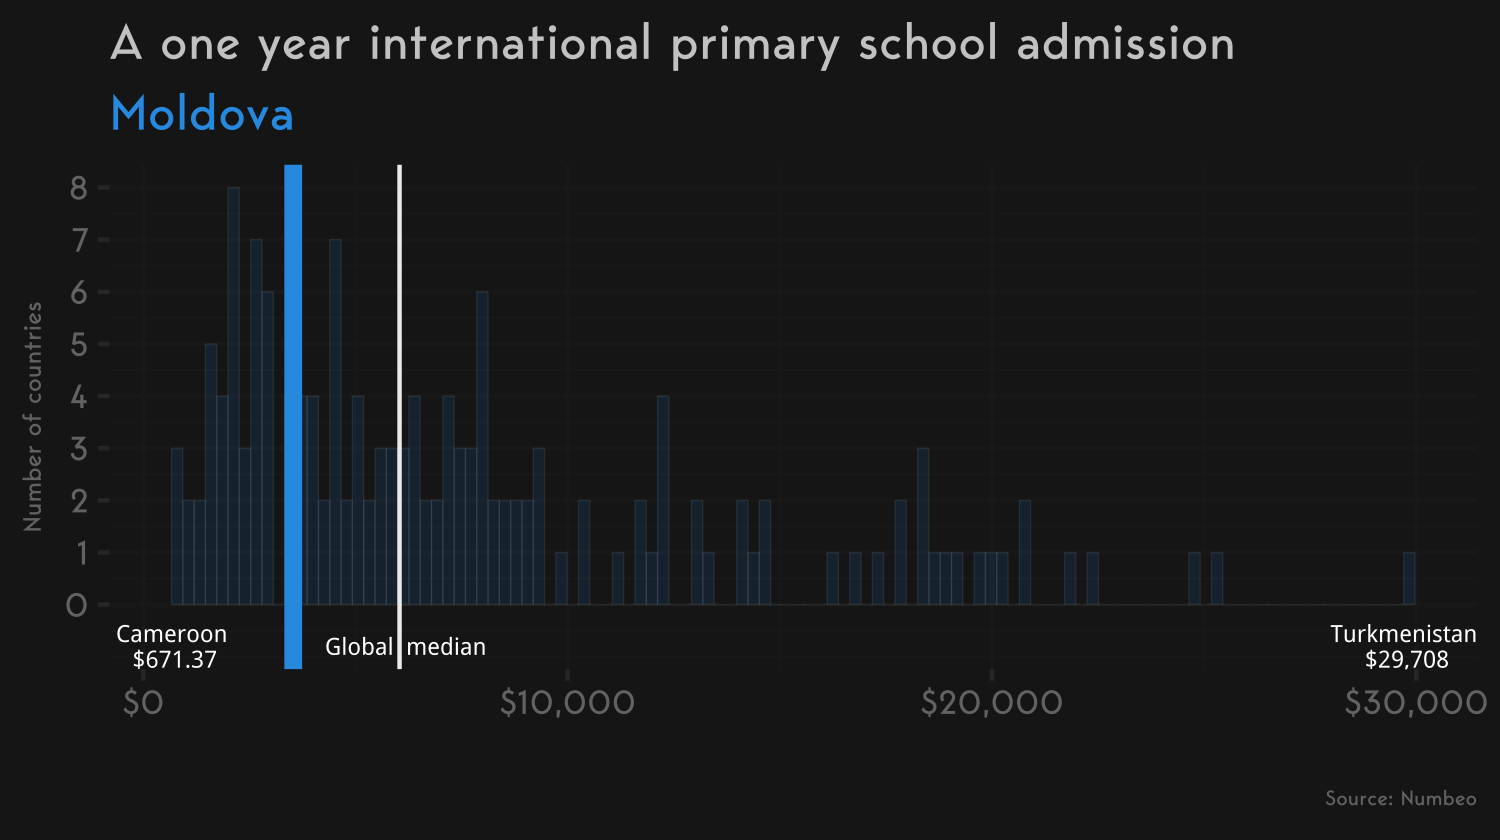 A one year international primary school admission
Moldova
Number of countries
8
7
6
5
4
3
2
1
0
Cameroon
$671.37
Global median
Turkmenistan
$29,708
$0 $10,000 $20,000 $30,000
Source: Numbeo